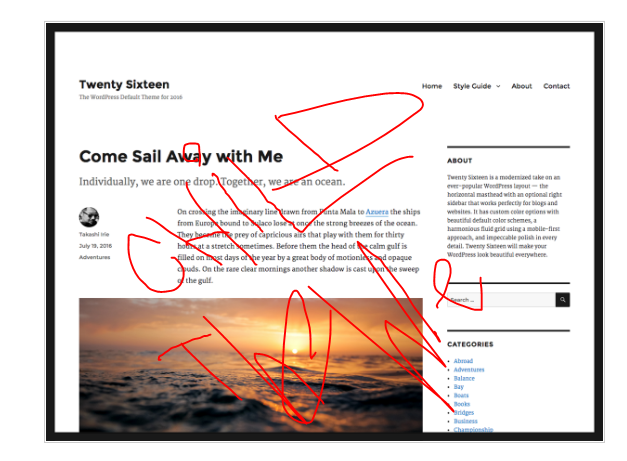 Twenty Sixteen
The WordPress Default Theme for 2016
Home Style Guide About Contact
Come Sail Away with Me
Individually, we are one drop. Together, we are an ocean.
Takashi Irie
July 19, 2016
Adventures
On crossing the imaginary line drawn from Punta Mala to Azuera the ships
from Europe bound to Sulaco lose at once the strong breezes of the ocean.
They become the prey of capricious airs that play with them for thirty
hours at a stretch sometimes. Before them the head of the calm gulf is
filled on most days of the year by a great body of motionless and opaque
clouds. On the rare clear mornings another shadow is cast upon the sweep
of the gulf.
ABOUT
Twenty Sixteen is a modernized take on an
ever-popular WordPress layout — the
horizontal masthead with an optional right
sidebar that works perfectly for blogs and
websites. It has custom color options with
beautiful default color schemes, a
harmonious fluid grid using a mobile-first
approach, and impeccable polish in every
detail. Twenty Sixteen will make your
WordPress look beautiful everywhere.
Search ...
CATEGORIES
Abroad
Adventures
Balance
Bay
Boats
Books
Bridges
Business
Championship